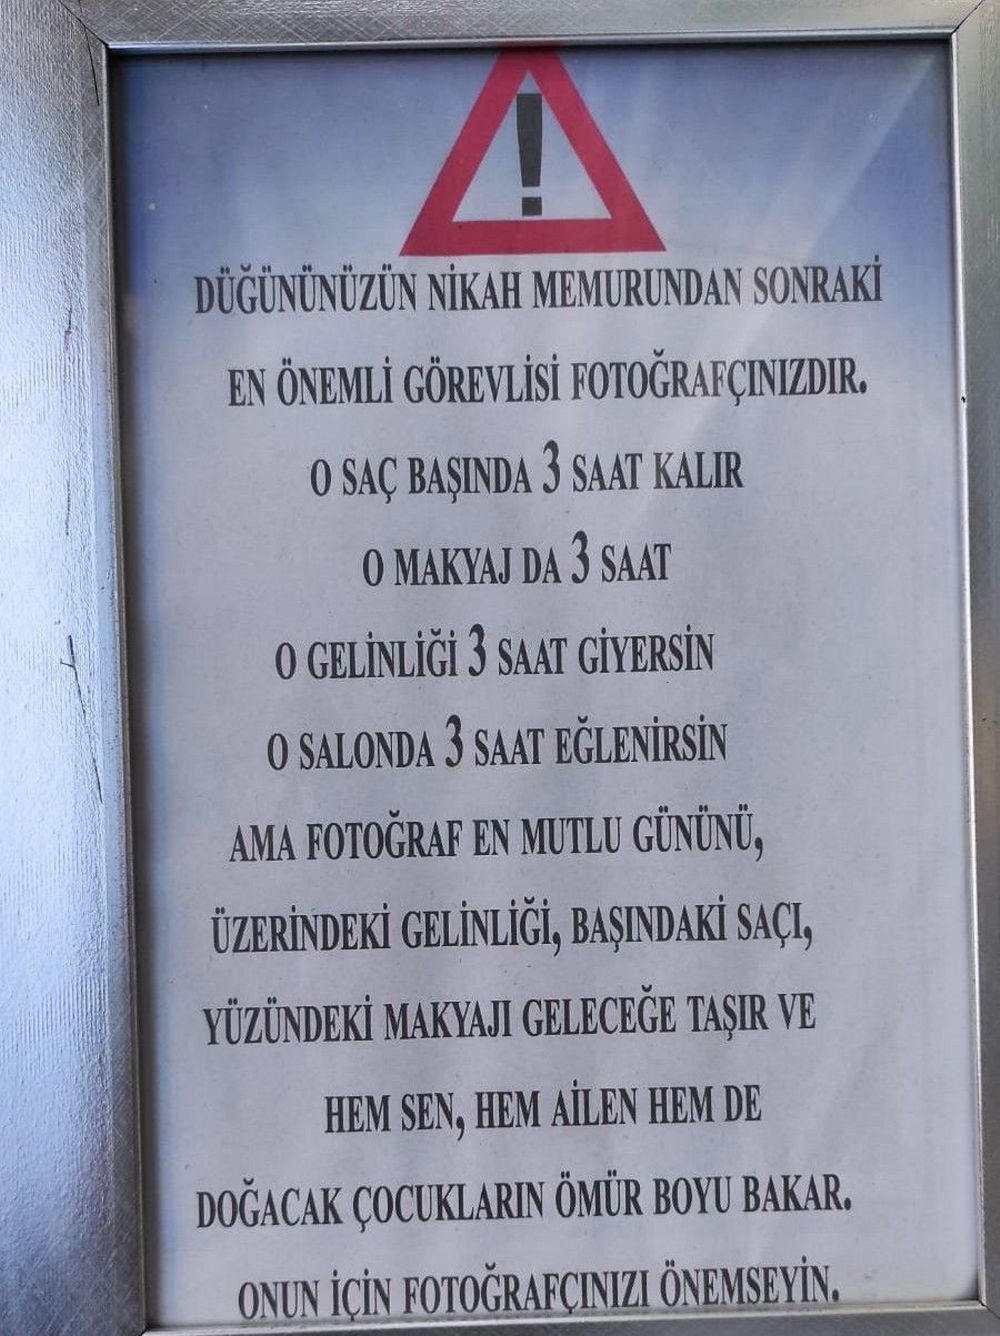 DÜĞÜNÜNÜZÜN NİKAH MEMURUNDAN SONRAKİ
EN ÖNEMLİ GÖREVLİSİ FOTOĞRAFÇINIZDIR.
O SAÇ BAŞINDA 3 SAAT KALIR
O MAKYAJ DA 3 SAAT
O GELİNLİĞİ 3 SAAT GİYERSİN
O SALONDA 3 SAAT EĞLENİRSİN
AMA FOTOĞRAF EN MUTLU GÜNÜNÜ,
ÜZERİNDEKİ GELİNLİĞİ, BAŞINDAKİ SAÇI,
YÜZÜNDEKİ MAKYAJI GELECEĞE TAŞIR VE
HEM SEN, HEM AİLEN HEM DE
DOĞACAK ÇOCUKLARIN ÖMÜR BOYU BAKAR.
ONUN İÇİN FOTOĞRAFÇINIZI ÖNEMSEYİN.